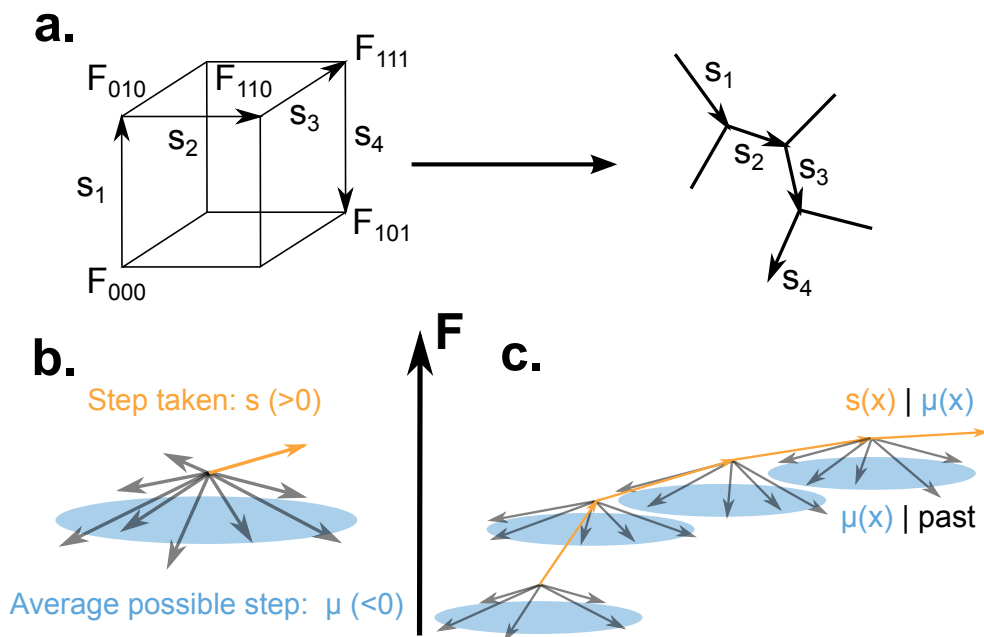 a.
F111
F010
F110
s3
s2
s4
s1
F101
F000
s1
s2
s3
s4
b.
Step taken: s (>0)
Average possible step: μ (<0)
F
c.
s(x) | μ(x)
μ(x) | past